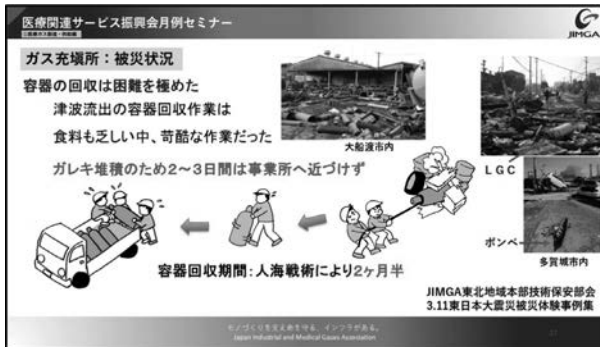 医療関連サービス振興会月例セミナー
JIMGA
ガス充塡所：被災状況
容器の回収は困難を極めた
津波流出の容器回収作業は
食料も乏しい中、苛酷な作業だった
ガレキ堆積のため2～3日間は事業所へ近づけず
大船渡市内
LGC
ボンベ
多賀城市内
容器回収期間：人海戦術により2ヶ月半
JIMGA東北地域本部技術保安部会
3.11東日本大震災被災体験事例集
モノづくりを支え命を守る、インフラがある。
Japan Industrial and Medical Gases Association